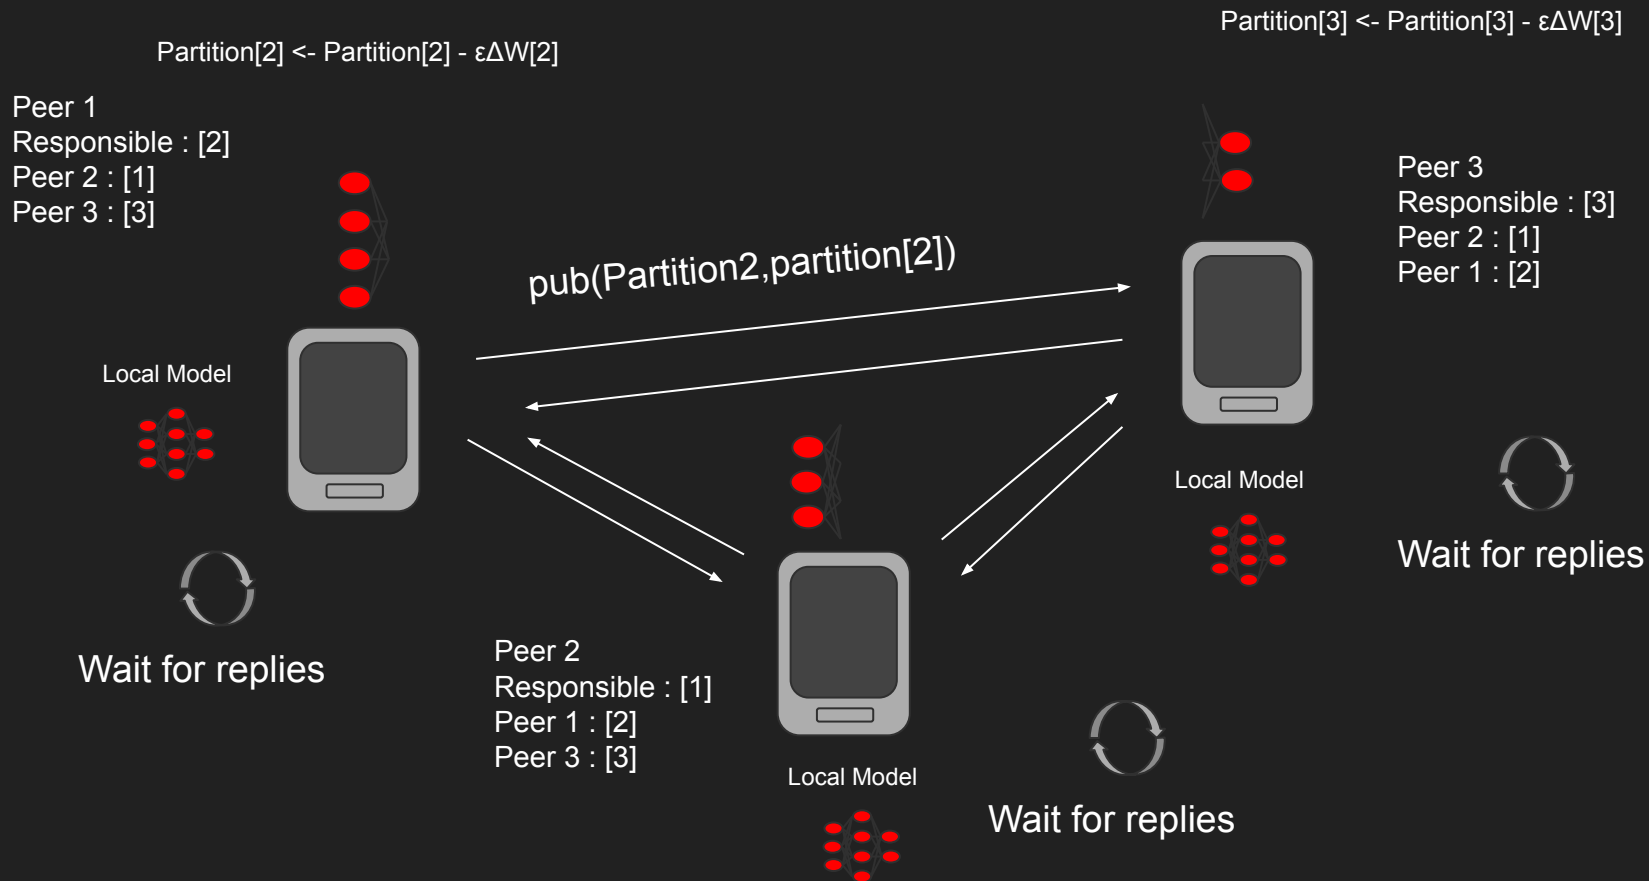 Partition[3] <- Partition[3] - εΔW[3]
Partition[2] <- Partition[2] - εΔW[2]
Peer 1
Responsible : [2]
Peer 2 : [1]
Peer 3 : [3]
Peer 3
Responsible : [3]
Peer 2 : [1]
Peer 1 : [2]
pub(Partition2,partition[2])
Local Model
Local Model
Wait for replies
Wait for replies
Peer 2
Responsible : [1]
Peer 1 : [2]
Peer 3 : [3]
Local Model
Wait for replies